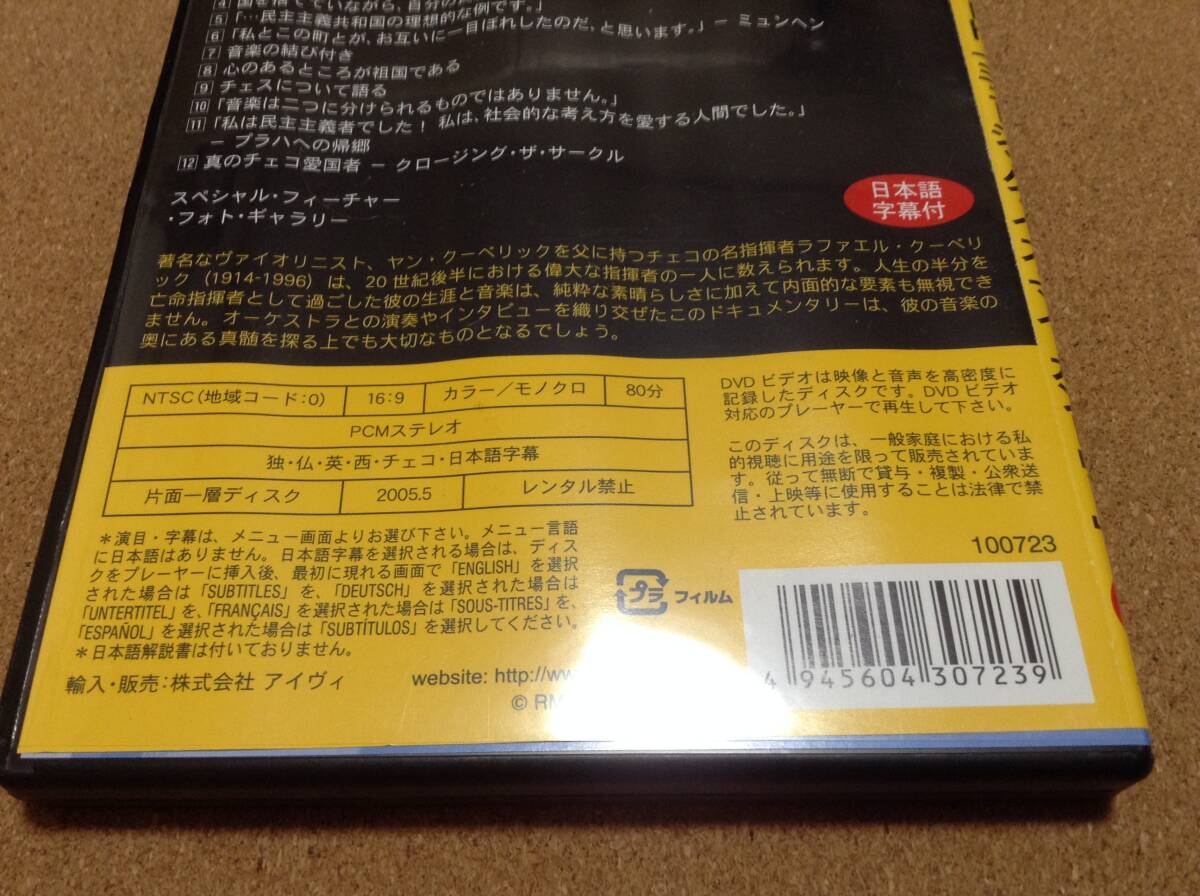 4 国を捨てていながら、自分の
5 「…民主主義共和国の理想的な例です。」
6 「私とこの町とが、お互いに一目ぼれしたのだ、と思います。」－ ミュンヘン
7 音楽の結び付き
8 心のあるところが祖国である
9 チェスについて語る
10 「音楽は二つに分けられるものではありません。」
11 「私は民主主義者でした！ 私は、社会的な考え方を愛する人間でした。」
－ プラハへの帰郷
12 真のチェコ愛国者 － クロージング・ザ・サークル
スペシャル・フィーチャー
・フォト・ギャラリー
日本語
字幕付
著名なヴァイオリニスト、ヤン・クーベリックを父に持つチェコの名指揮者ラファエル・クーベリ
ック（1914-1996）は、20世紀後半における偉大な指揮者の一人に数えられます。人生の半分を
亡命指揮者として過ごした彼の生涯と音楽は、純粋な素晴らしさに加えて内面的な要素も無視でき
ません。オーケストラとの演奏やインタビューを織り交ぜたこのドキュメンタリーは、彼の音楽の
奥にある真髄を探る上でも大切なものとなるでしょう。
NTSC（地域コード：0） 16:9 カラー／モノクロ 80分
PCMステレオ
独・仏・英・西・チェコ・日本語字幕
片面一層ディスク 2005.5 レンタル禁止
DVDビデオは映像と音声を高密度に
記録したディスクです。DVDビデオ
対応のプレーヤーで再生して下さい。
このディスクは、一般家庭における私
的視聴に用途を限って販売されていま
す。従って無断で貸与・複製・公衆送
信・上映等に使用することは法律で禁
止されています。
＊演目・字幕は、メニュー画面よりお選び下さい。メニュー言語
に日本語はありません。日本語字幕を選択される場合は、ディス
クをプレーヤーに挿入後、最初に現れる画面で「ENGLISH」を選択
された場合は「SUBTITLES」を、「DEUTSCH」を選択された場合は
「UNTERTITEL」を、「FRANÇAIS」を選択された場合は「SOUS-TITRES」を、
「ESPAÑOL」を選択された場合は「SUBTÍTULOS」を選択してください。
＊日本語解説書は付いておりません。
輸入・販売：株式会社 アイヴィ
website: http://ww
© RM
プラ フィルム
100723
4 945604 307239